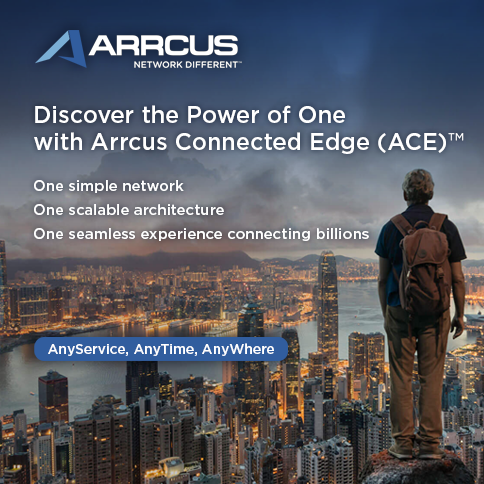 ARRCUS
NETWORK DIFFERENT™
Discover the Power of One
with Arrcus Connected Edge (ACE)™
One simple network
One scalable architecture
One seamless experience connecting billions
AnyService, AnyTime, AnyWhere